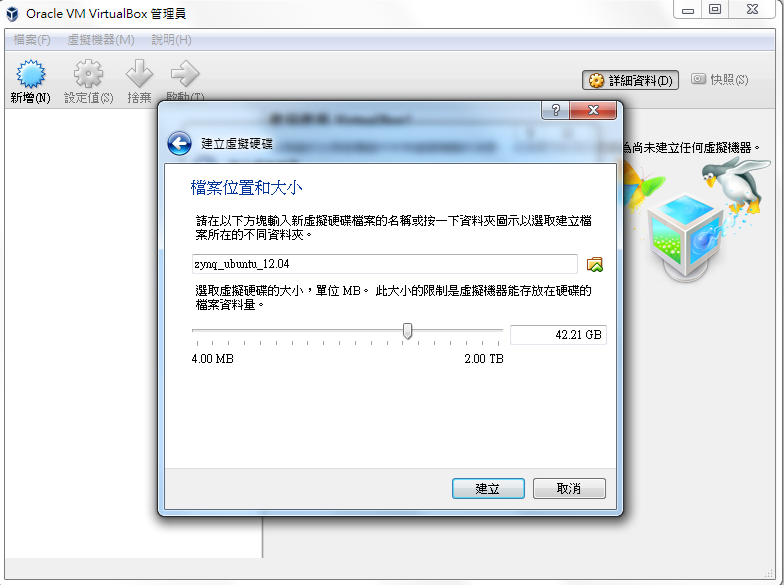 Oracle VM VirtualBox 管理員
檔案(F) 虛擬機器(M) 說明(H)
新增(N) 設定值(S) 捨棄 啟動(T) 詳細資料(D) 快照(S)
建立虛擬硬碟
為尚未建立任何虛擬機器。
檔案位置和大小
請在以下方塊輸入新虛擬硬碟檔案的名稱或按一下資料夾圖示以選取建立檔
案所在的不同資料夾。
zynq_ubuntu_12.04
選取虛擬硬碟的大小，單位 MB。 此大小的限制是虛擬機器能存放在硬碟的
檔案資料量。
42.21 GB
4.00 MB 2.00 TB
建立 取消